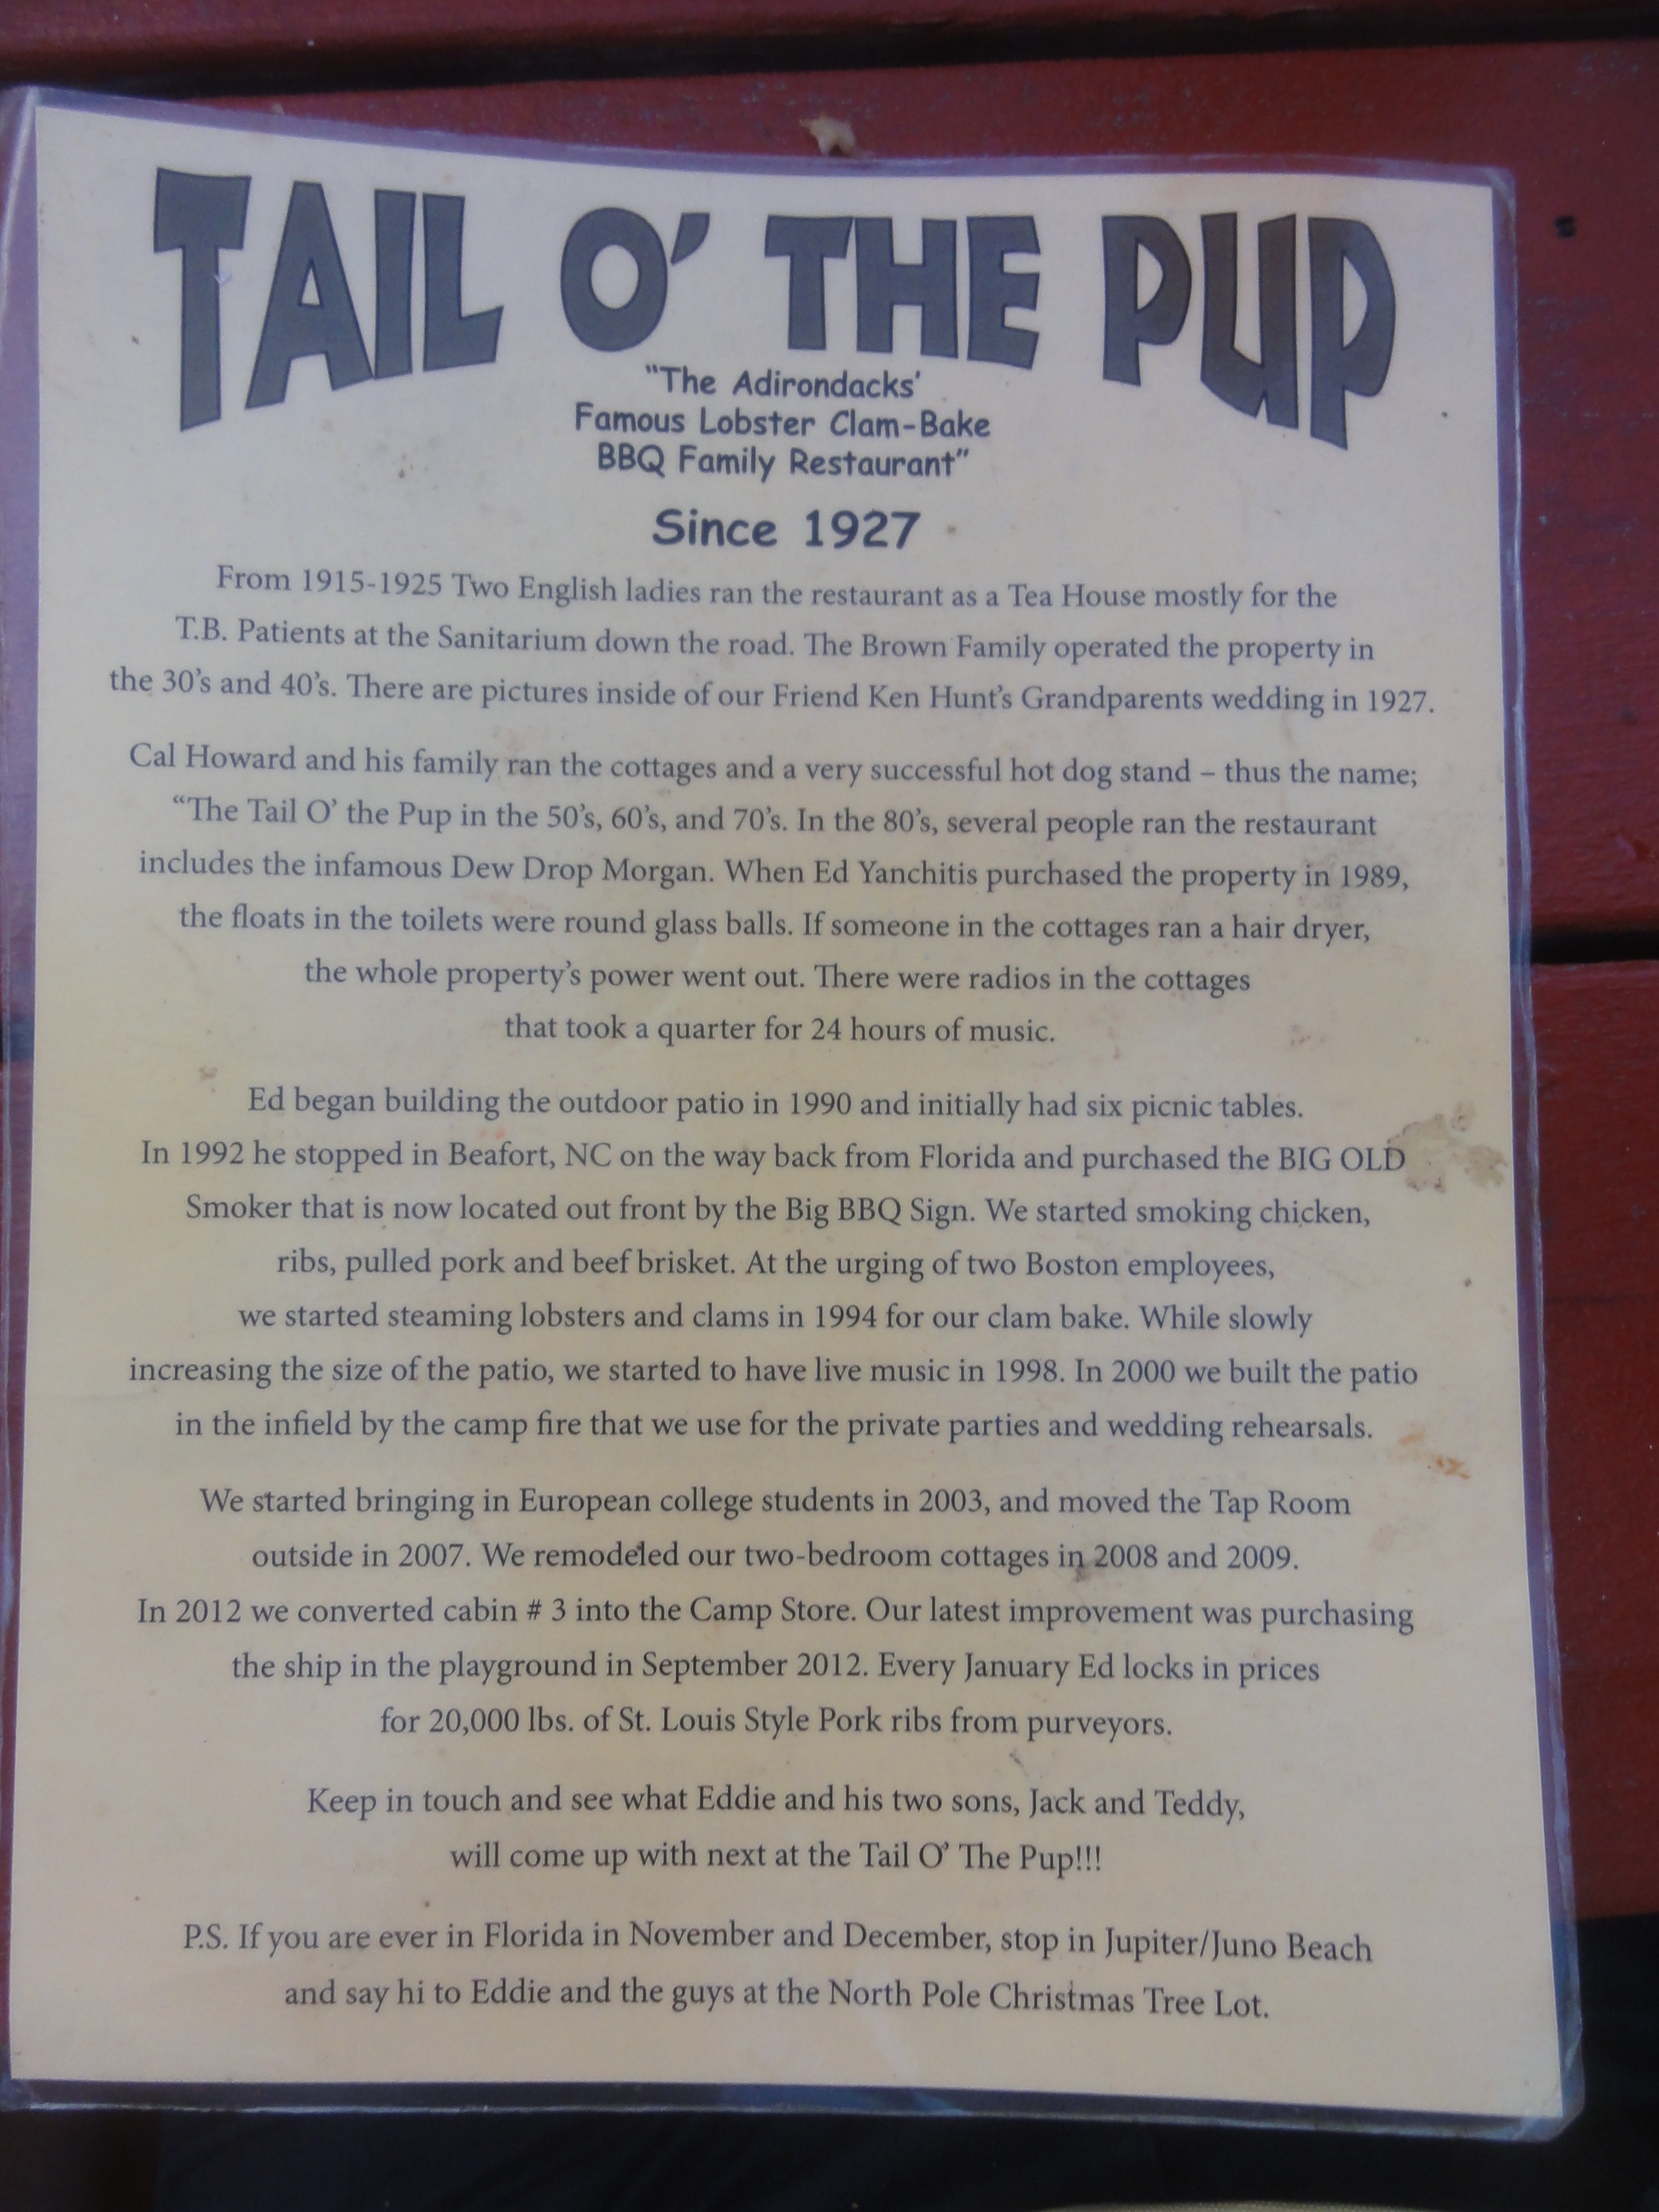 TAIL O' THE PUP
"The Adirondacks'
Famous Lobster Clam-Bake
BBQ Family Restaurant"
Since 1927
From 1915-1925 Two English ladies ran the restaurant as a Tea House mostly for the
T.B. Patients at the Sanitarium down the road. The Brown Family operated the property in
the 30's and 40's. There are pictures inside of our Friend Ken Hunt's Grandparents wedding in 1927.
Cal Howard and his family ran the cottages and a very successful hot dog stand – thus the name;
“The Tail O’ the Pup in the 50’s, 60’s, and 70’s. In the 80’s, several people ran the restaurant
includes the infamous Dew Drop Morgan. When Ed Yanchitis purchased the property in 1989,
the floats in the toilets were round glass balls. If someone in the cottages ran a hair dryer,
the whole property’s power went out. There were radios in the cottages
that took a quarter for 24 hours of music.
Ed began building the outdoor patio in 1990 and initially had six picnic tables.
In 1992 he stopped in Beafort, NC on the way back from Florida and purchased the BIG OLD
Smoker that is now located out front by the Big BBQ Sign. We started smoking chicken,
ribs, pulled pork and beef brisket. At the urging of two Boston employees,
we started steaming lobsters and clams in 1994 for our clam bake. While slowly
increasing the size of the patio, we started to have live music in 1998. In 2000 we built the patio
in the infield by the camp fire that we use for the private parties and wedding rehearsals.
We started bringing in European college students in 2003, and moved the Tap Room
outside in 2007. We remodeled our two-bedroom cottages in 2008 and 2009.
In 2012 we converted cabin # 3 into the Camp Store. Our latest improvement was purchasing
the ship in the playground in September 2012. Every January Ed locks in prices
for 20,000 lbs. of St. Louis Style Pork ribs from purveyors.
Keep in touch and see what Eddie and his two sons, Jack and Teddy,
will come up with next at the Tail O’ The Pup!!!
P.S. If you are ever in Florida in November and December, stop in Jupiter/Juno Beach
and say hi to Eddie and the guys at the North Pole Christmas Tree Lot.